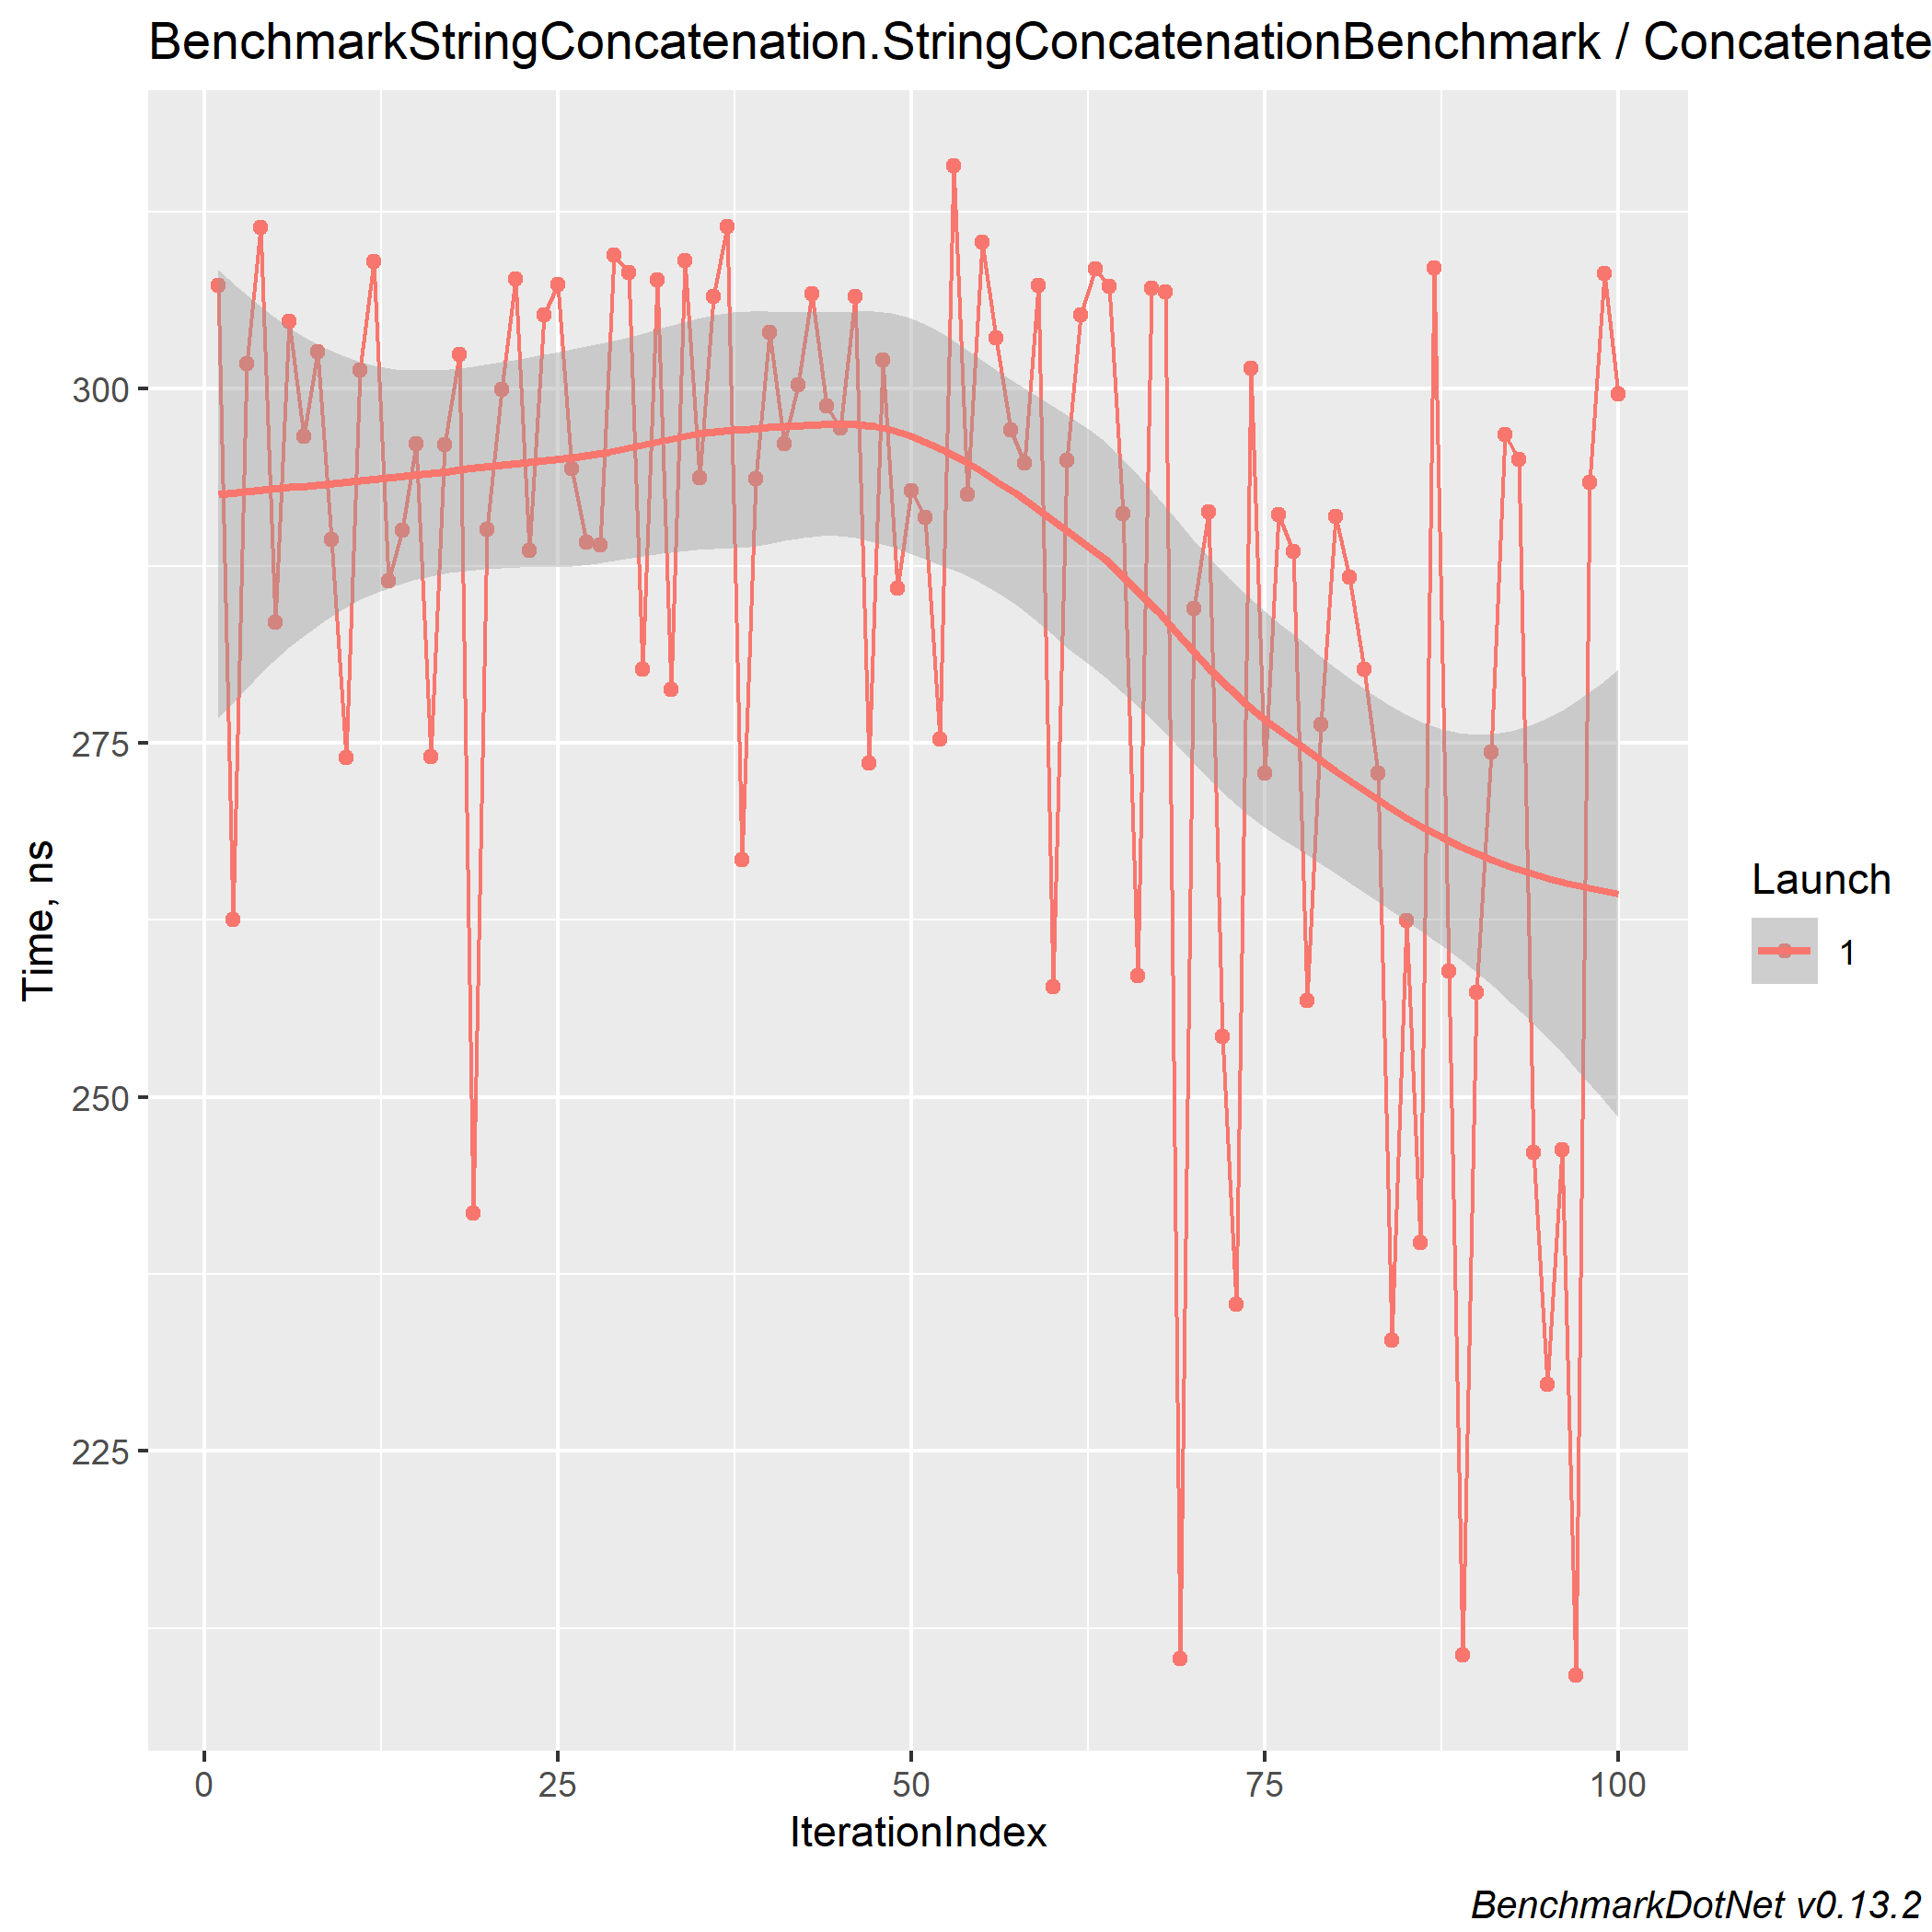 BenchmarkStringConcatenation.StringConcatenationBenchmark / Concatenate
Time, ns
300
275
250
225
0 25 50 75 100
IterationIndex
Launch
1
BenchmarkDotNet v0.13.2